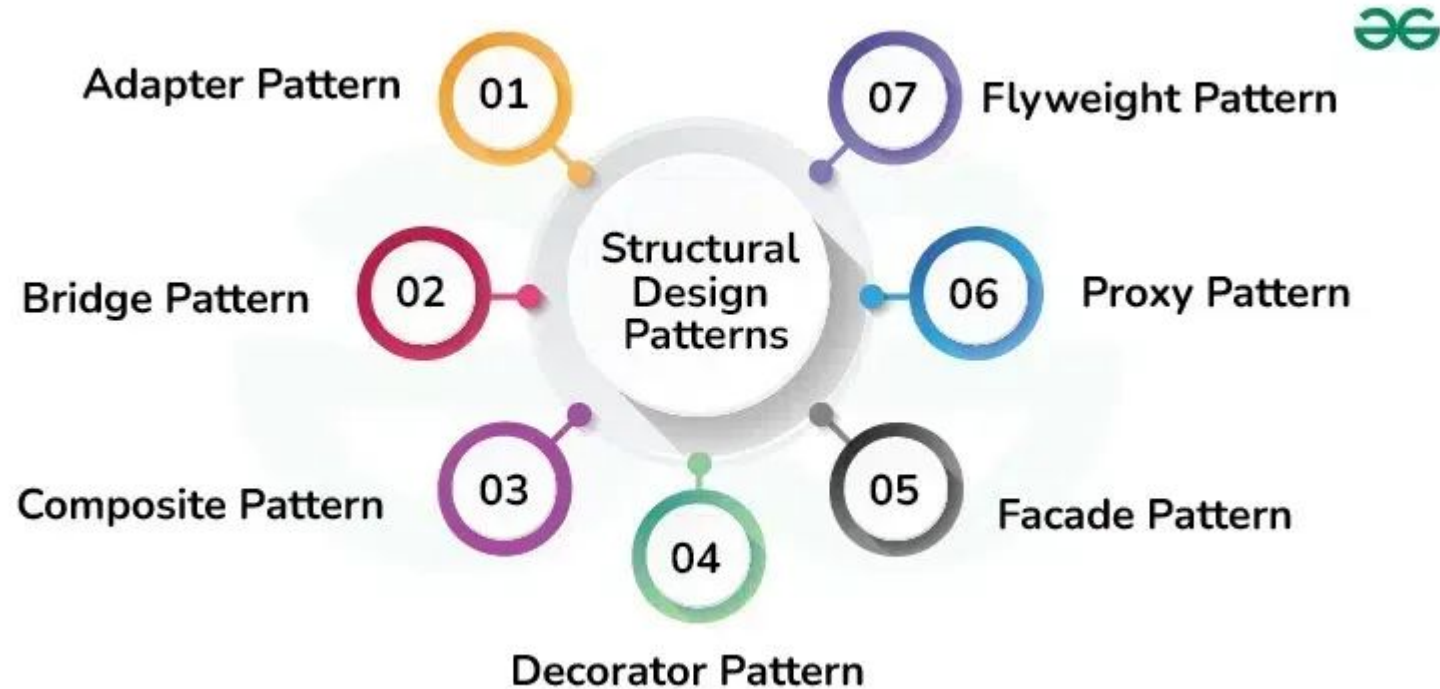 Adapter Pattern
01
07
Flyweight Pattern
Structural
Design
Patterns
Bridge Pattern
02
06
Proxy Pattern
Composite Pattern
03
05
Facade Pattern
04
Decorator Pattern